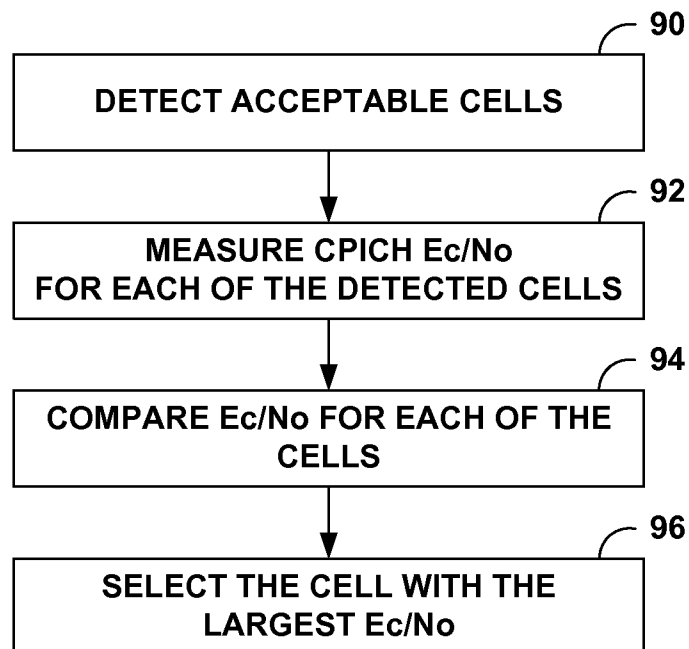 90
DETECT ACCEPTABLE CELLS
92
MEASURE CPICH Ec/No
FOR EACH OF THE DETECTED CELLS
94
COMPARE Ec/No FOR EACH OF THE
CELLS
96
SELECT THE CELL WITH THE
LARGEST Ec/No